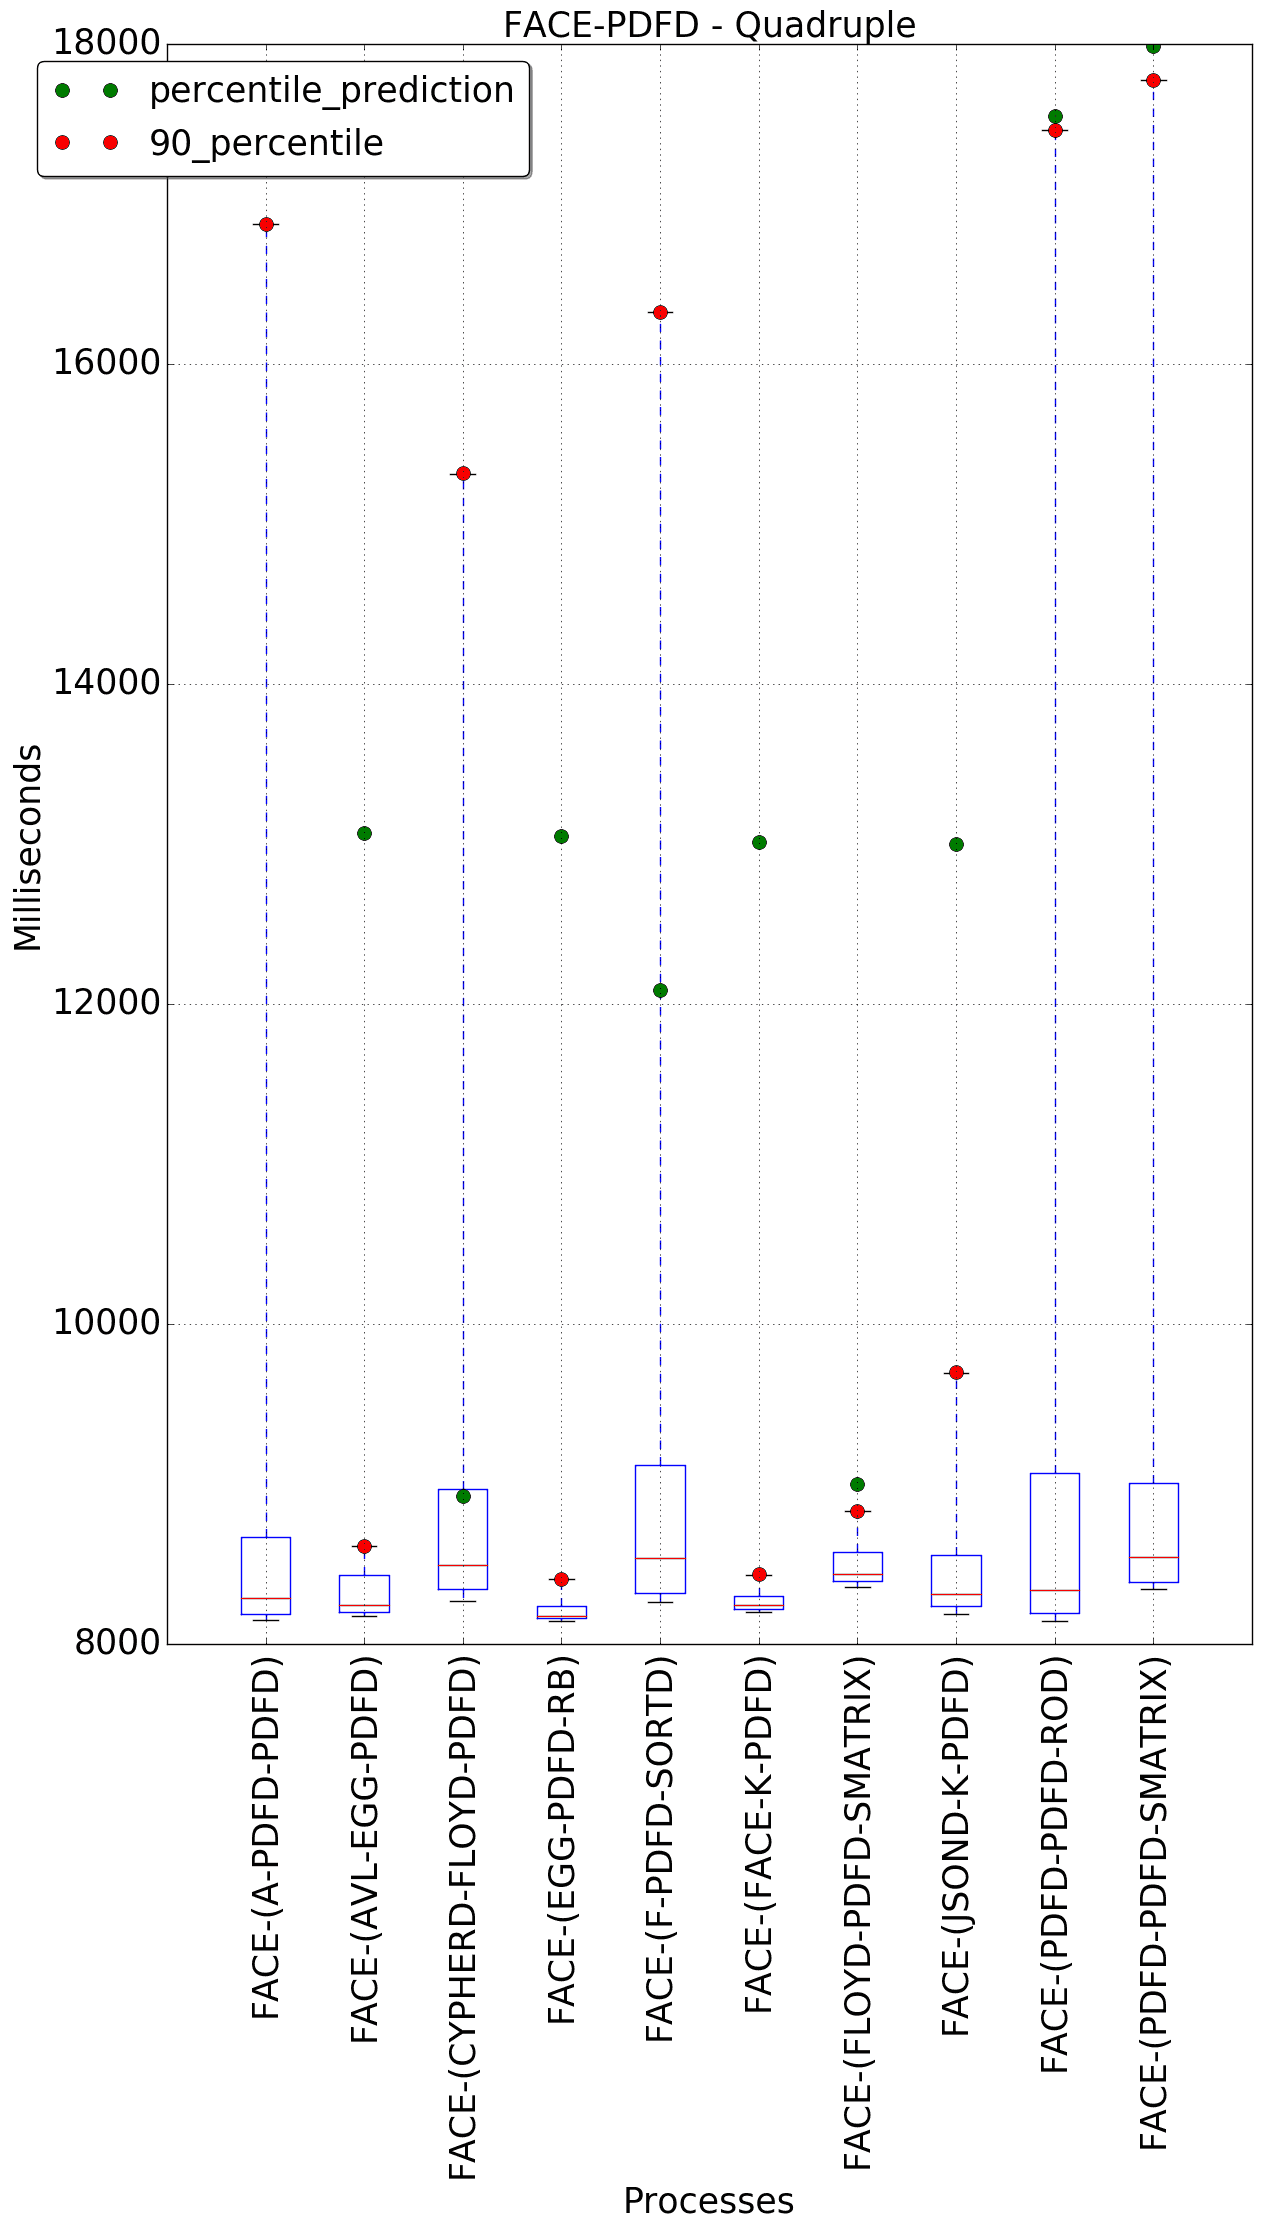 FACE-PDFD - Quadruple
percentile_prediction
90_percentile
18000
16000
14000
12000
10000
8000
Milliseconds
FACE-(A-PDFD-PDFD)
FACE-(AVL-EGG-PDFD)
FACE-(CYPHERD-FLOYD-PDFD)
FACE-(EGG-PDFD-RB)
FACE-(F-PDFD-SORTD)
FACE-(FACE-K-PDFD)
FACE-(FLOYD-PDFD-SMATRIX)
FACE-(JSOND-K-PDFD)
FACE-(PDFD-PDFD-ROD)
FACE-(PDFD-PDFD-SMATRIX)
Processes